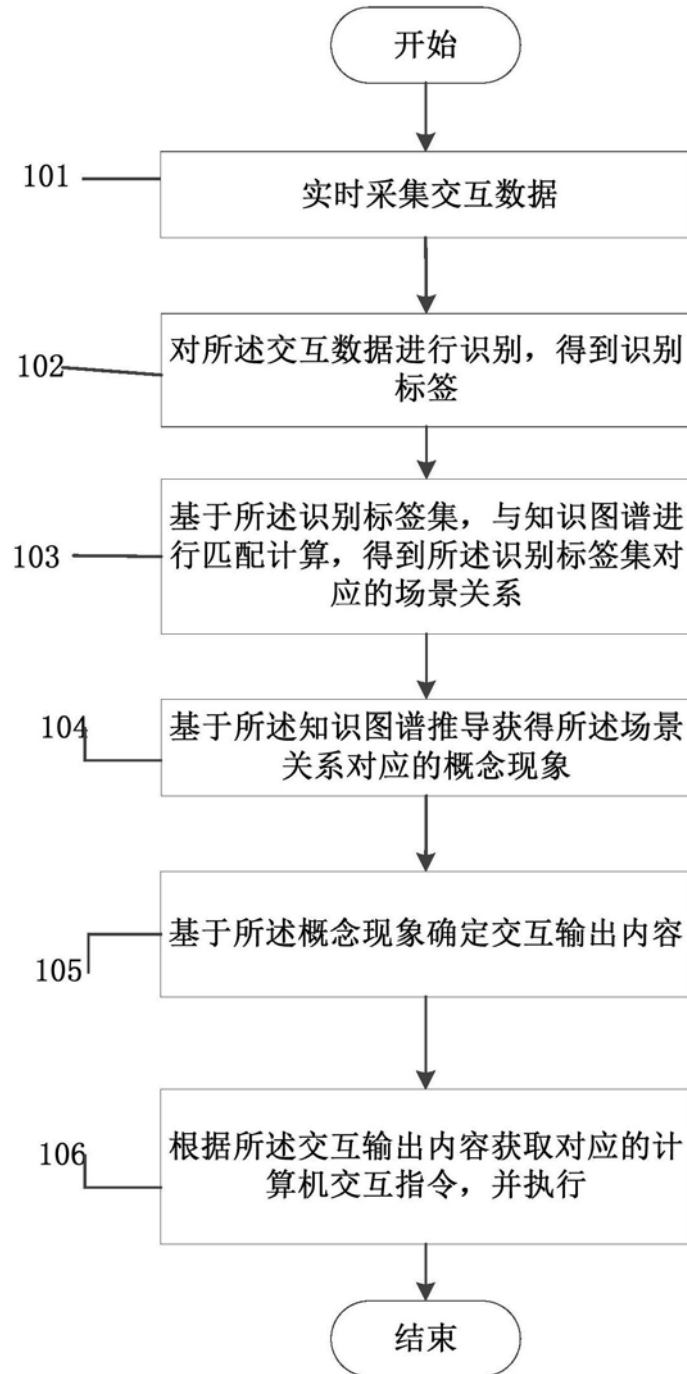 开始
101
实时采集交互数据
102
对所述交互数据进行识别，得到识别
标签
103
基于所述识别标签集，与知识图谱进
行匹配计算，得到所述识别标签集对
应的场景关系
104
基于所述知识图谱推导获得所述场景
关系对应的概念现象
105
基于所述概念现象确定交互输出内容
106
根据所述交互输出内容获取对应的计
算机交互指令，并执行
结束